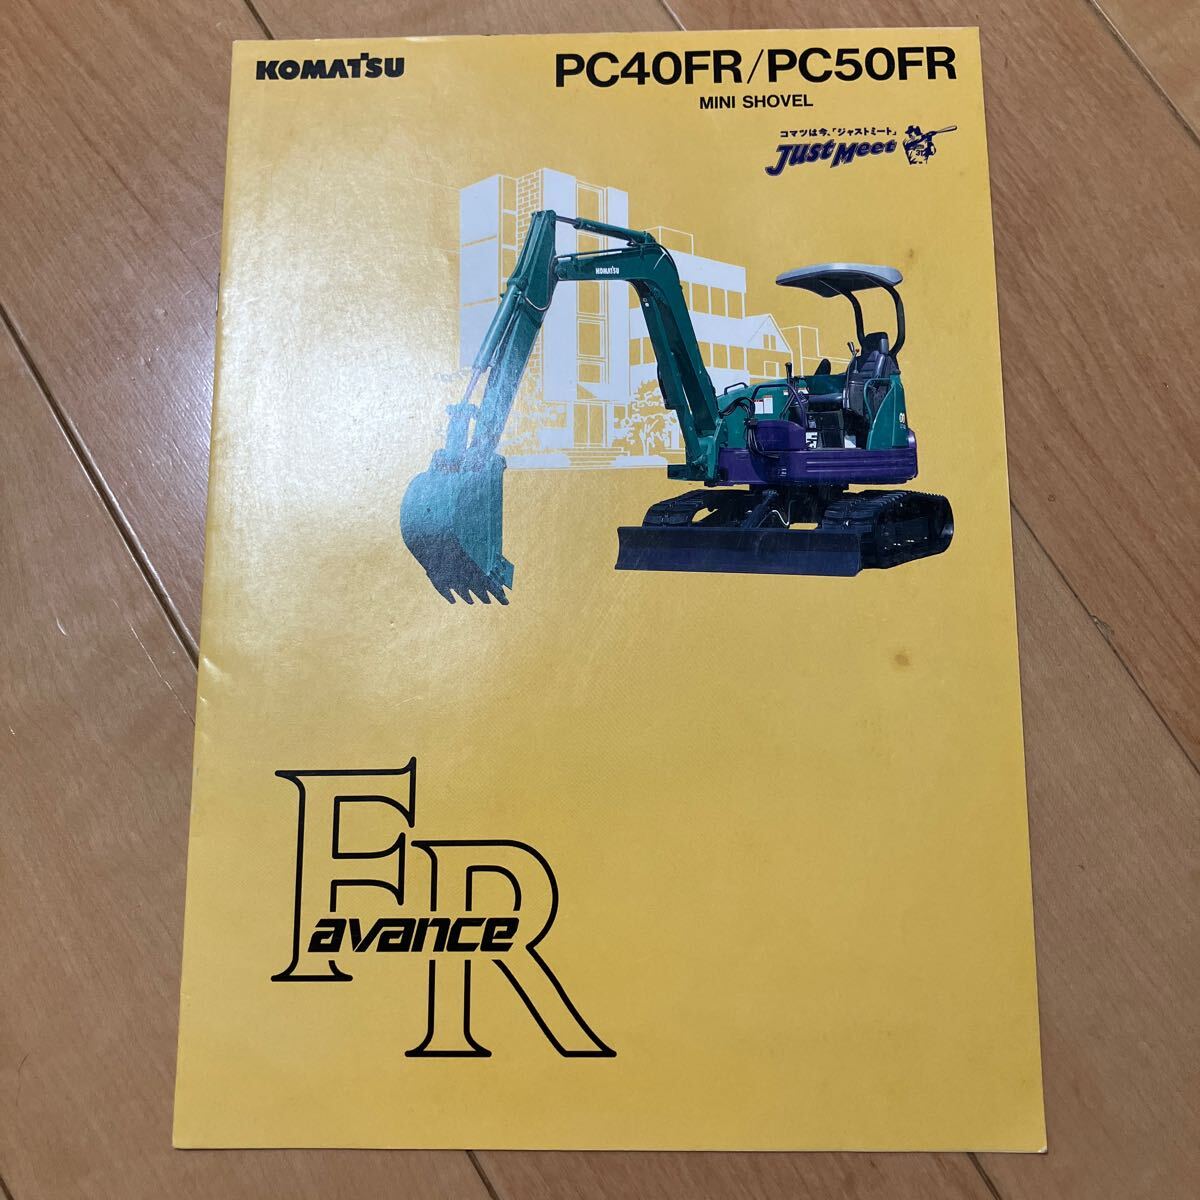 KOMATSU
PC40FR/PC50FR
MINI SHOVEL
コマツは今、「ジャストミート」
Just Meet
KOMATSU
FR
avance